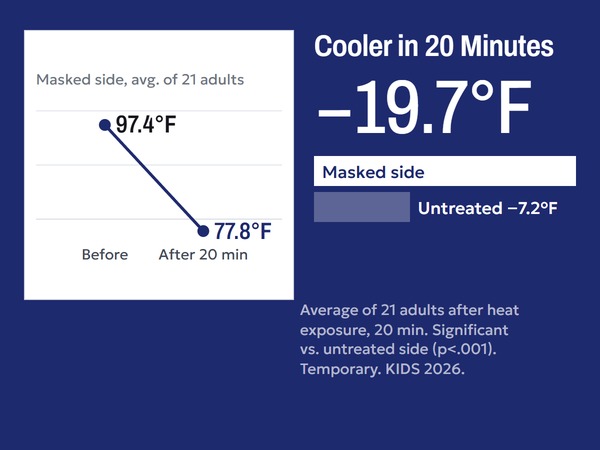 Masked side, avg. of 21 adults
97.4°F
77.8°F
Before After 20 min
Cooler in 20 Minutes
–19.7°F
Masked side
Untreated –7.2°F
Average of 21 adults after heat
exposure, 20 min. Significant
vs. untreated side (p<.001).
Temporary. KIDS 2026.